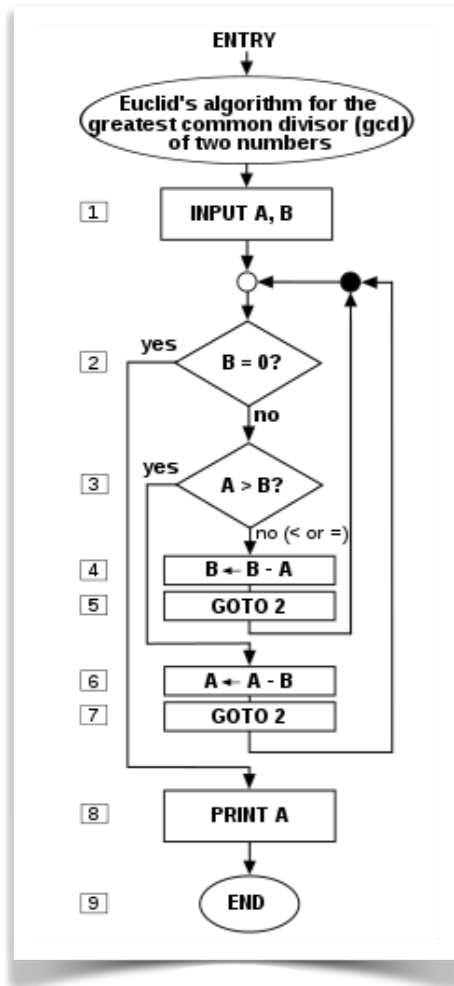 ENTRY
Euclid's algorithm for the
greatest common divisor (gcd)
of two numbers
1
INPUT A, B
yes
2
B = 0?
no
yes
3
A > B?
no (< or =)
4
B ← B - A
5
GOTO 2
6
A ← A - B
7
GOTO 2
8
PRINT A
9
END